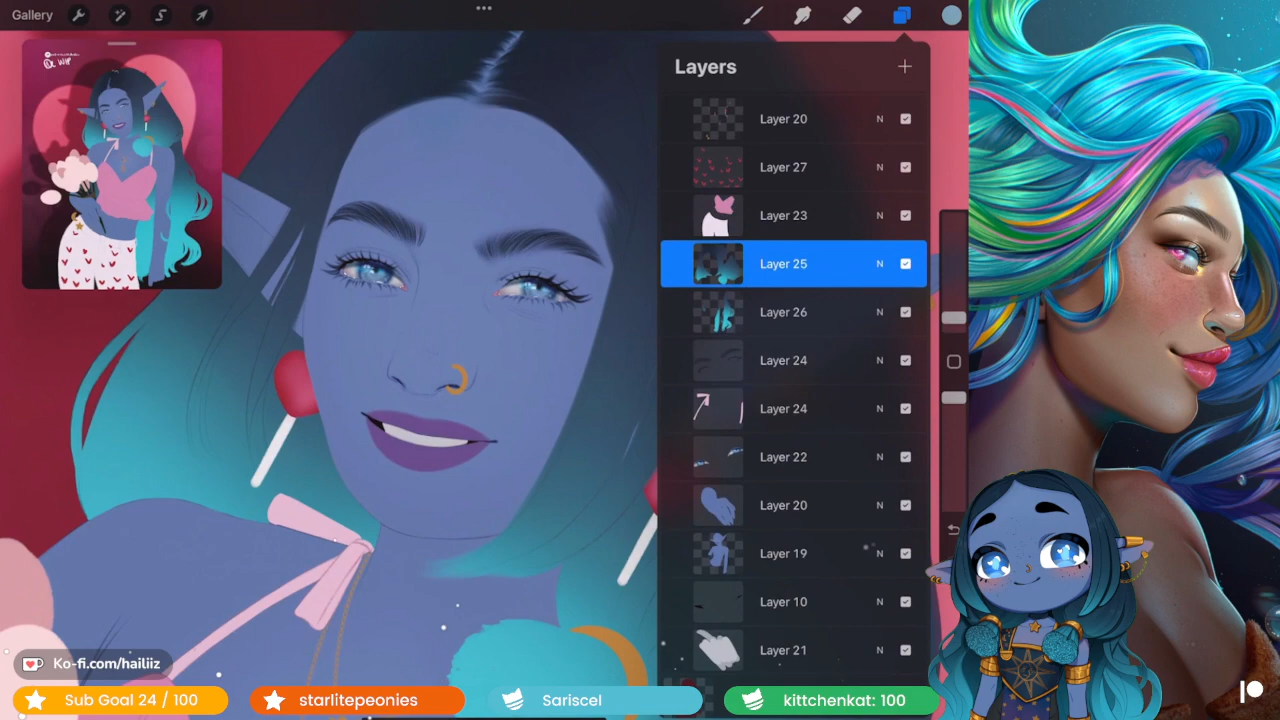 Gallery
WIP
Layers
Layer 20 N
Layer 27 N
Layer 23 N
Layer 25 N
Layer 26 N
Layer 24 N
Layer 24 N
Layer 22 N
Layer 20 N
Layer 19 N
Layer 10 N
Layer 21 N
Ko-fi.com/hailiiz
Sub Goal 24 / 100
starlitepeonies
Sariscel
kittchenkat: 100